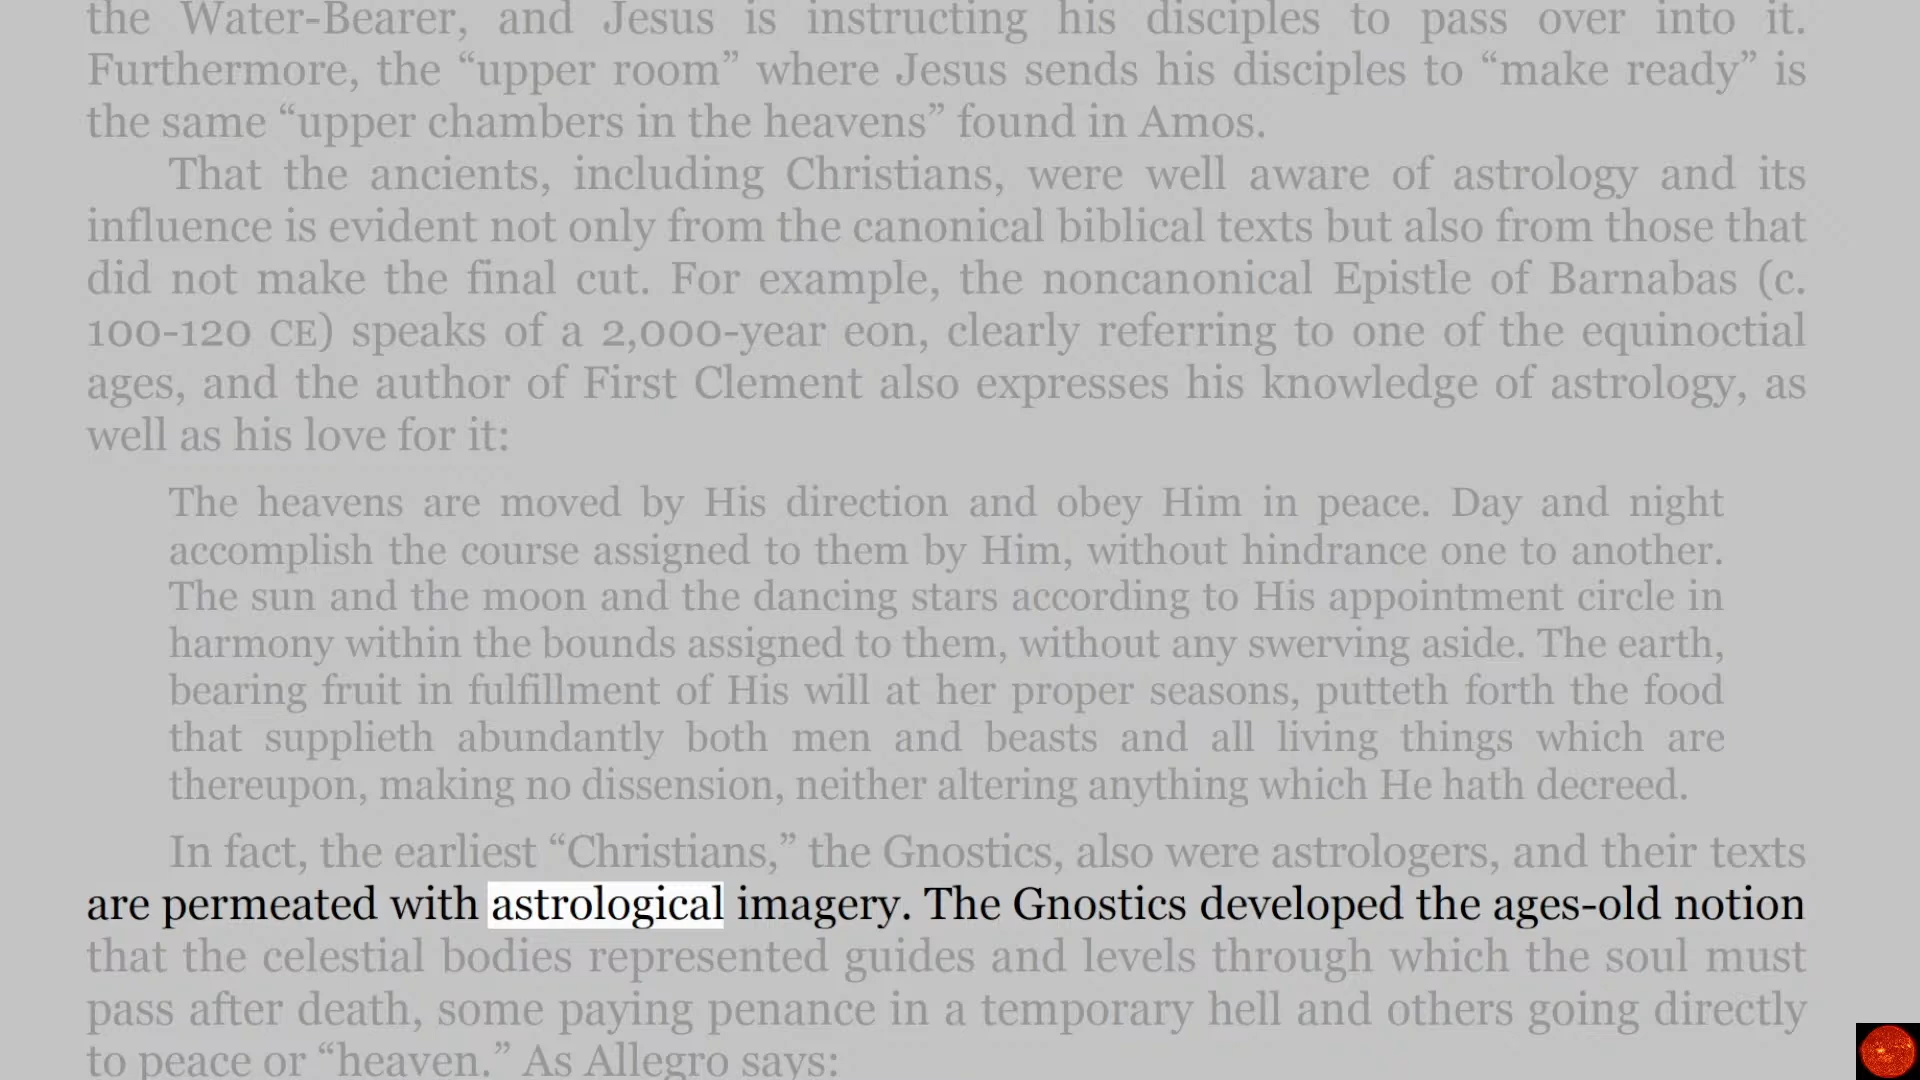 the Water-Bearer, and Jesus is instructing his disciples to pass over into it.
Furthermore, the “upper room” where Jesus sends his disciples to “make ready” is
the same “upper chambers in the heavens” found in Amos.
That the ancients, including Christians, were well aware of astrology and its
influence is evident not only from the canonical biblical texts but also from those that
did not make the final cut. For example, the noncanonical Epistle of Barnabas (c.
100-120 CE) speaks of a 2,000-year eon, clearly referring to one of the equinoctial
ages, and the author of First Clement also expresses his knowledge of astrology, as
well as his love for it:
The heavens are moved by His direction and obey Him in peace. Day and night
accomplish the course assigned to them by Him, without hindrance one to another.
The sun and the moon and the dancing stars according to His appointment circle in
harmony within the bounds assigned to them, without any swerving aside. The earth,
bearing fruit in fulfillment of His will at her proper seasons, putteth forth the food
that supplieth abundantly both men and beasts and all living things which are
thereupon, making no dissension, neither altering anything which He hath decreed.
In fact, the earliest “Christians,” the Gnostics, also were astrologers, and their texts
are permeated with astrological imagery. The Gnostics developed the ages-old notion
that the celestial bodies represented guides and levels through which the soul must
pass after death, some paying penance in a temporary hell and others going directly
to peace or “heaven.” As Allegro says: